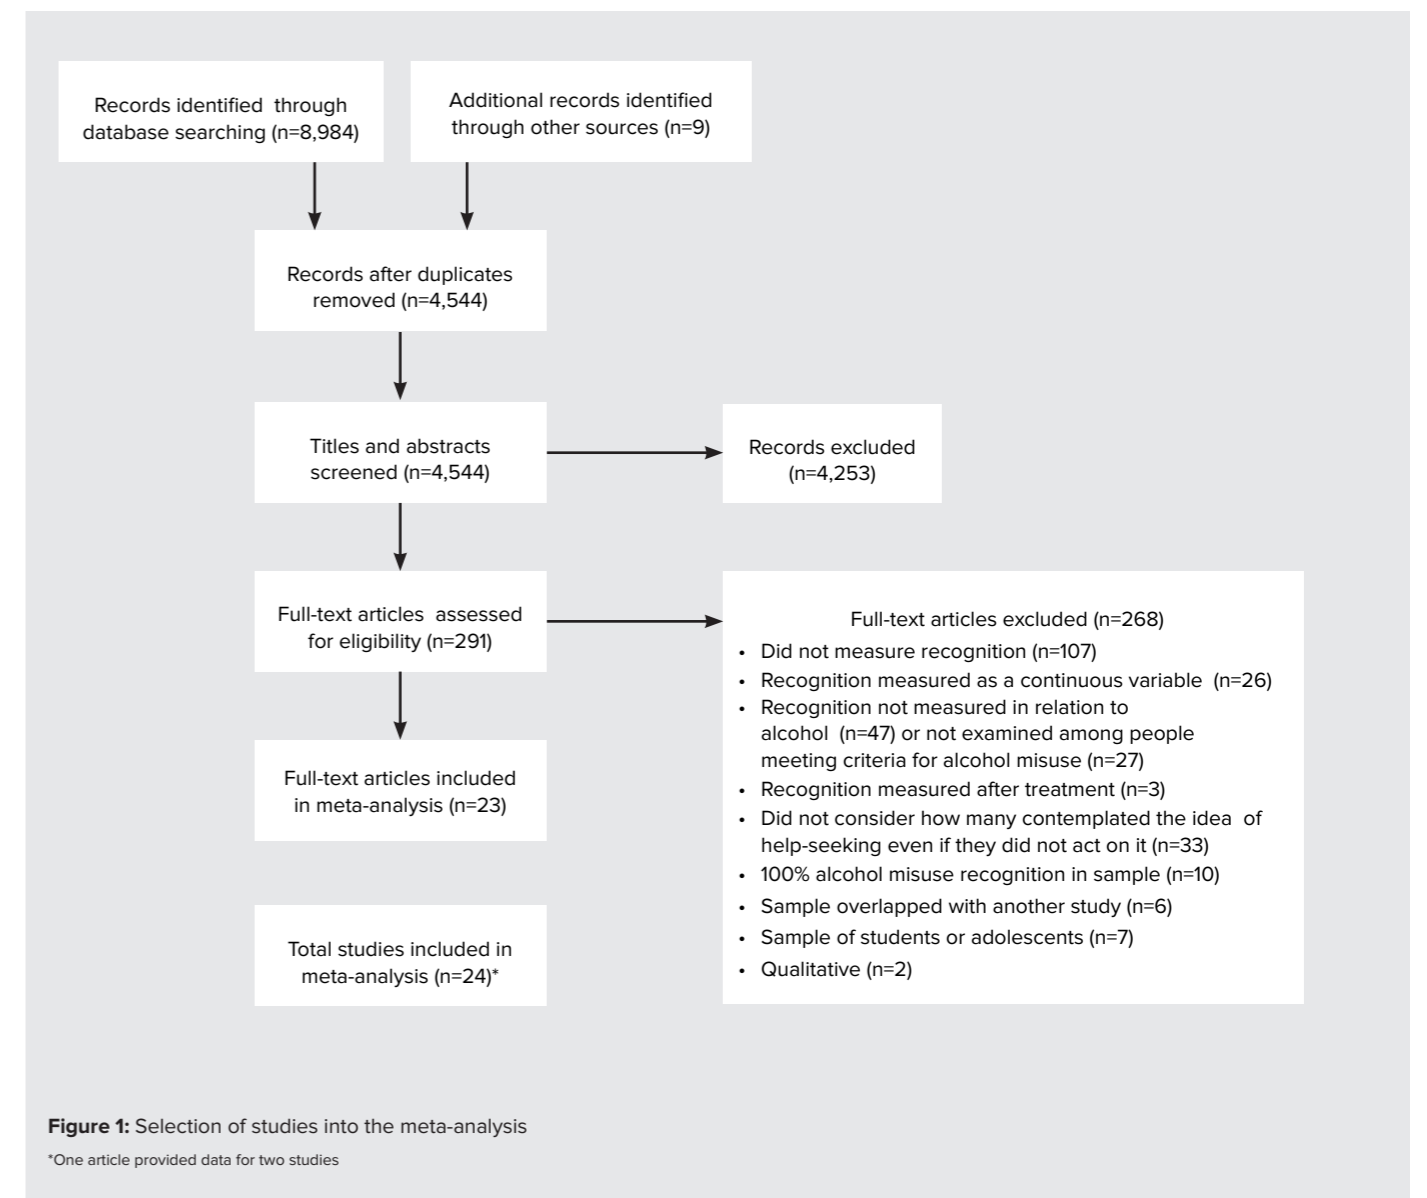 Records identified through
database searching (n=8,984)
Additional records identified
through other sources (n=9)
Records after duplicates
removed (n=4,544)
Titles and abstracts
screened (n=4,544)
Records excluded
(n=4,253)
Full-text articles assessed
for eligibility (n=291)
Full-text articles excluded (n=268)
• Did not measure recognition (n=107)
• Recognition measured as a continuous variable (n=26)
• Recognition not measured in relation to
alcohol (n=47) or not examined among people
meeting criteria for alcohol misuse (n=27)
• Recognition measured after treatment (n=3)
• Did not consider how many contemplated the idea of
help-seeking even if they did not act on it (n=33)
• 100% alcohol misuse recognition in sample (n=10)
• Sample overlapped with another study (n=6)
• Sample of students or adolescents (n=7)
• Qualitative (n=2)
Full-text articles included
in meta-analysis (n=23)
Total studies included in
meta-analysis (n=24)*
Figure 1: Selection of studies into the meta-analysis
*One article provided data for two studies